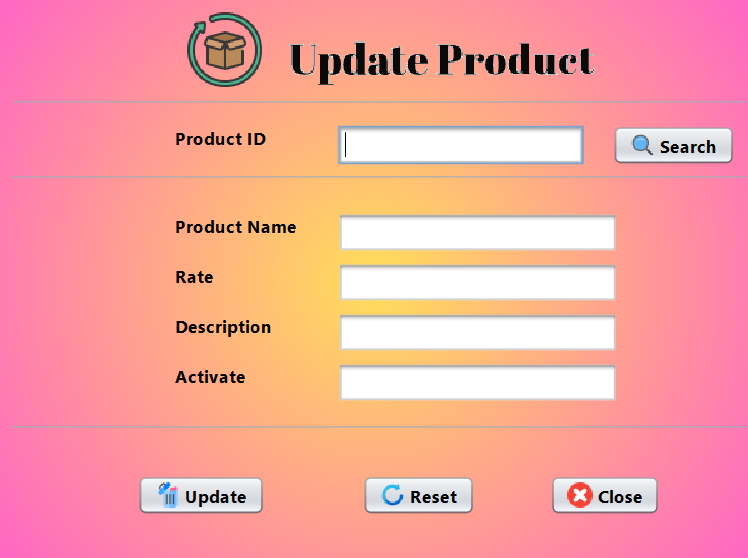 Update Product
Product ID
Search
Product Name
Rate
Description
Activate
Update
Reset
Close